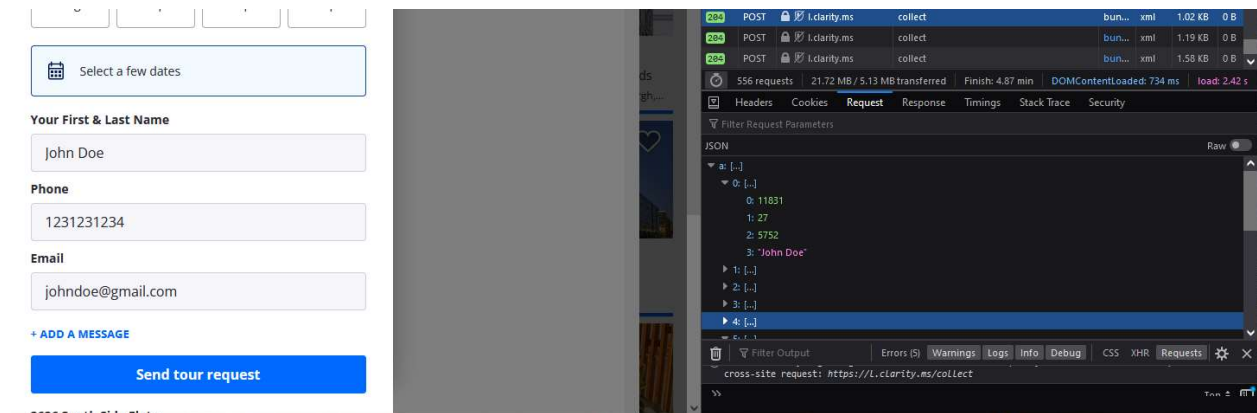 Select a few dates
Your First & Last Name
John Doe
Phone
1231231234
Email
johndoe@gmail.com
+ ADD A MESSAGE
Send tour request
204 POST l.clarity.ms collect bun... xml 1.02 KB 0 B
204 POST l.clarity.ms collect bun... xml 1.19 KB 0 B
204 POST l.clarity.ms collect bun... xml 1.58 KB 0 B
556 requests 21.72 MB / 5.13 MB transferred Finish: 4.87 min DOMContentLoaded: 734 ms load: 2.42 s
Headers Cookies Request Response Timings Stack Trace Security
Filter Request Parameters
JSON Raw
a: [...]
0: [...]
0: 11831
1: 27
2: 5752
3: "John Doe"
1: [...]
2: [...]
3: [...]
4: [...]
Filter Output Errors (5) Warnings Logs Info Debug CSS XHR Requests
cross-site request: https://l.clarity.ms/collect